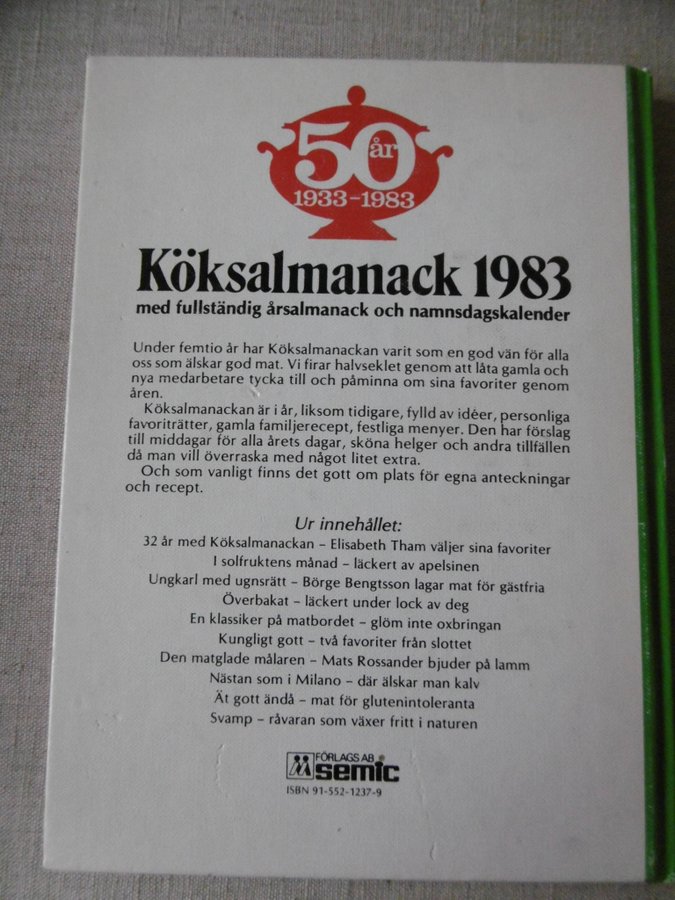 50 år
1933-1983
Köksalmanack 1983
med fullständig årsalmanack och namnsdagskalender
Under femtio år har Köksalmanackan varit som en god vän för alla
oss som älskar god mat. Vi firar halvseklet genom att låta gamla och
nya medarbetare tycka till och påminna om sina favoriter genom
åren.
Köksalmanackan är i år, liksom tidigare, fylld av idéer, personliga
favoriträtter, gamla familjerecept, festliga menyer. Den har förslag
till middagar för alla årets dagar, sköna helger och andra tillfällen
då man vill överraska med något litet extra.
Och som vanligt finns det gott om plats för egna anteckningar
och recept.
Ur innehållet:
32 år med Köksalmanackan – Elisabeth Tham väljer sina favoriter
I solfruktens månad – läckert av apelsinen
Ungkarl med ugnsrätt – Börge Bengtsson lagar mat för gästfria
Överbakat – läckert under lock av deg
En klassiker på matbordet – glöm inte oxbringan
Kungligt gott – två favoriter från slottet
Den matglade målaren – Mats Rossander bjuder på lamm
Nästan som i Milano – där älskar man kalv
Ät gott ändå – mat för glutenintoleranta
Svamp – råvaran som växer fritt i naturen
FÖRLAGS AB
semic
ISBN 91-552-1237-9